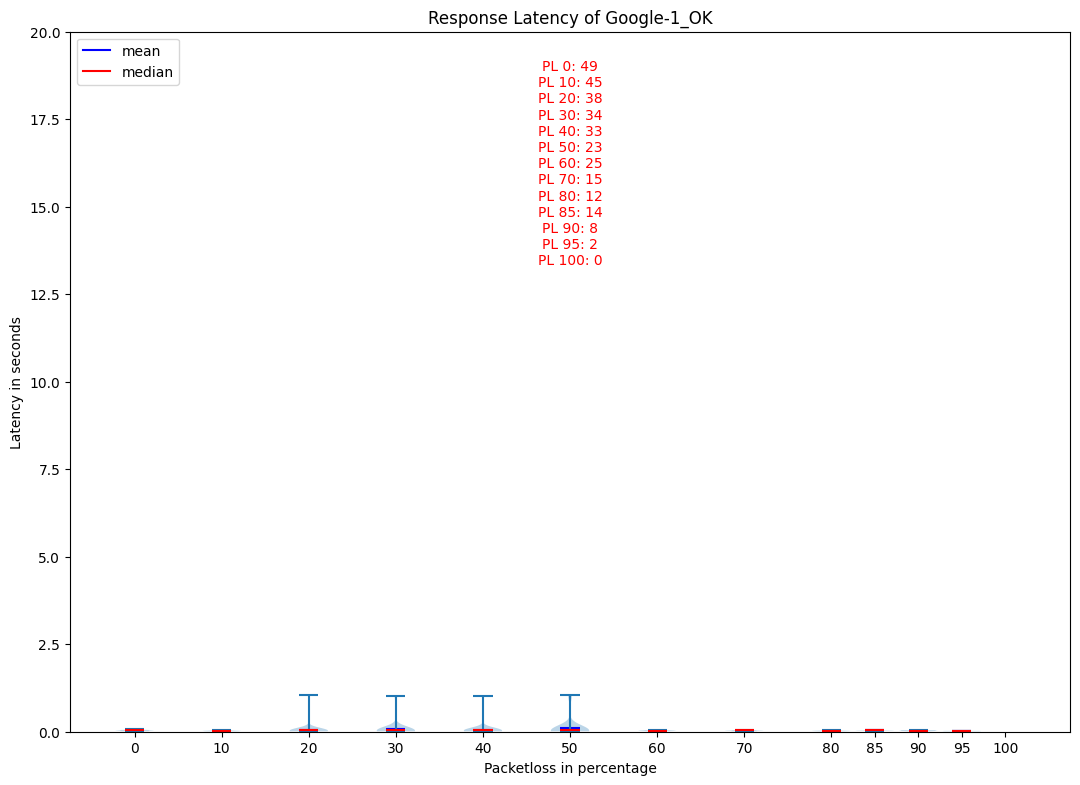 Response Latency of Google-1_OK
mean
median
PL 0: 49
PL 10: 45
PL 20: 38
PL 30: 34
PL 40: 33
PL 50: 23
PL 60: 25
PL 70: 15
PL 80: 12
PL 85: 14
PL 90: 8
PL 95: 2
PL 100: 0
20.0
17.5
15.0
12.5
10.0
7.5
5.0
2.5
0.0
Latency in seconds
0 10 20 30 40 50 60 70 80 85 90 95 100
Packetloss in percentage